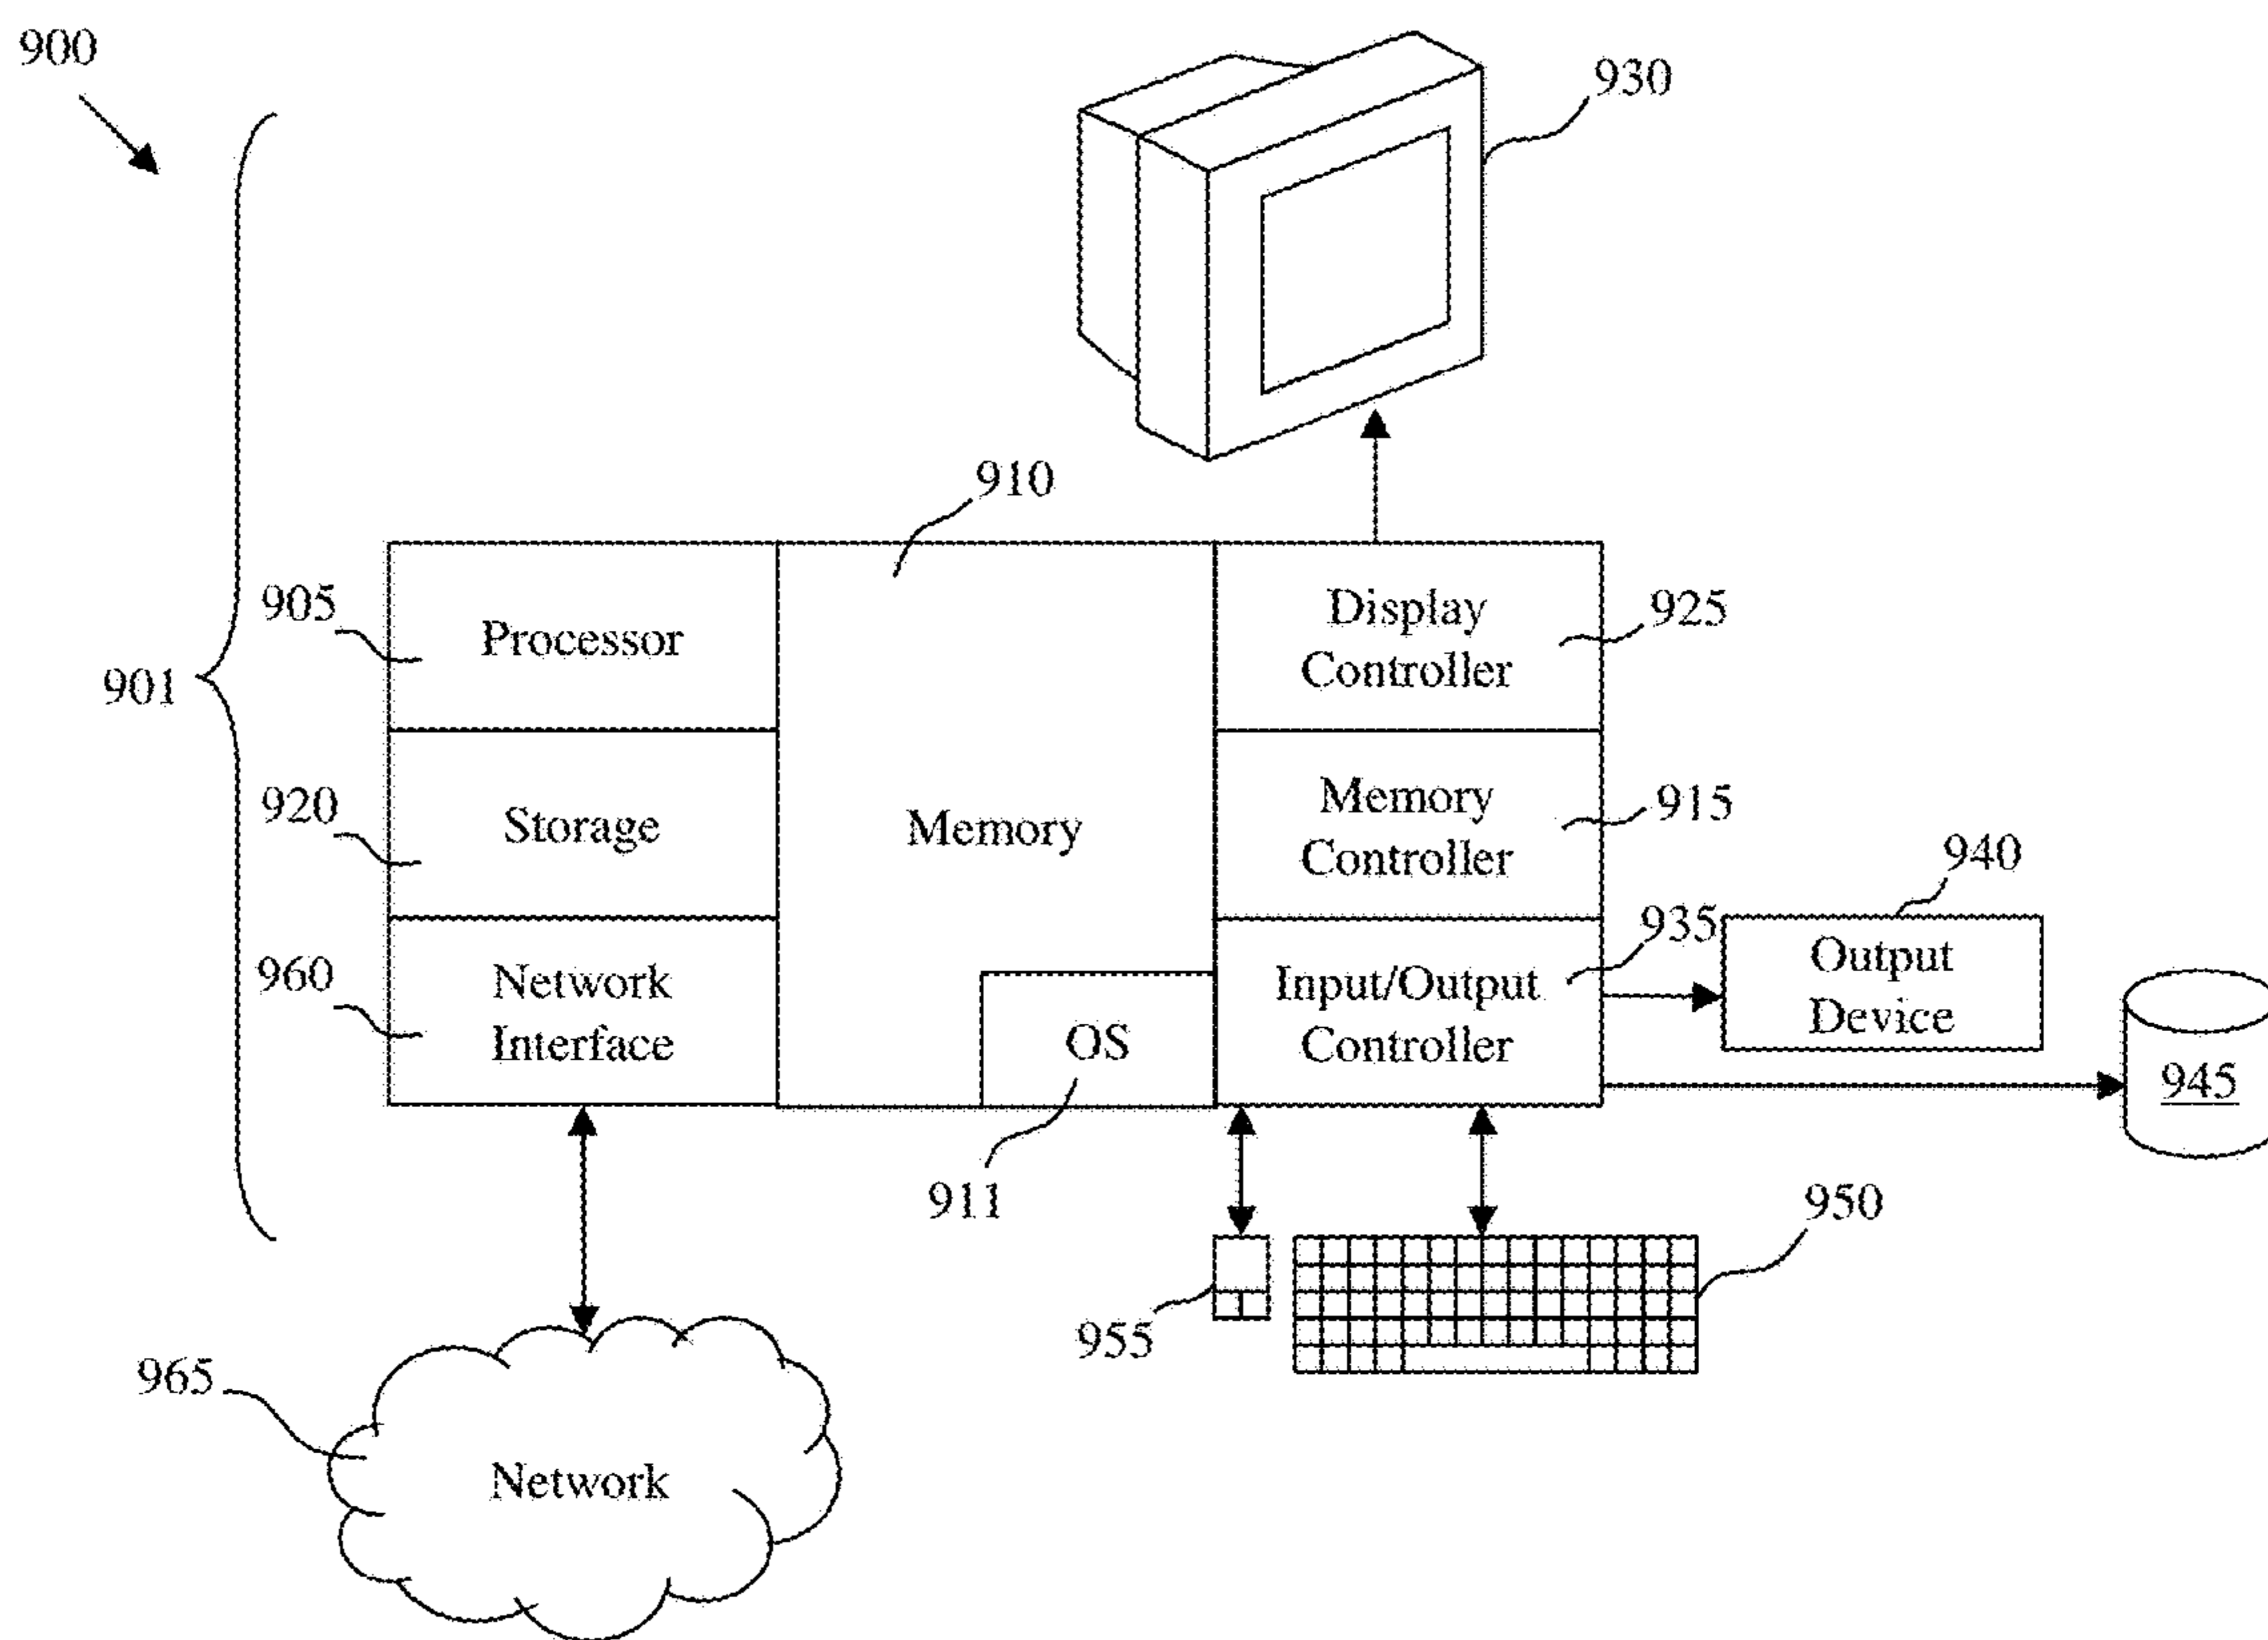 900
930
910
905
Processor
Display
Controller
925
901
920
Storage
Memory
Memory
Controller
915
940
935
960
Network
Interface
OS
Input/Output
Controller
Output
Device
945
911
950
955
965
Network